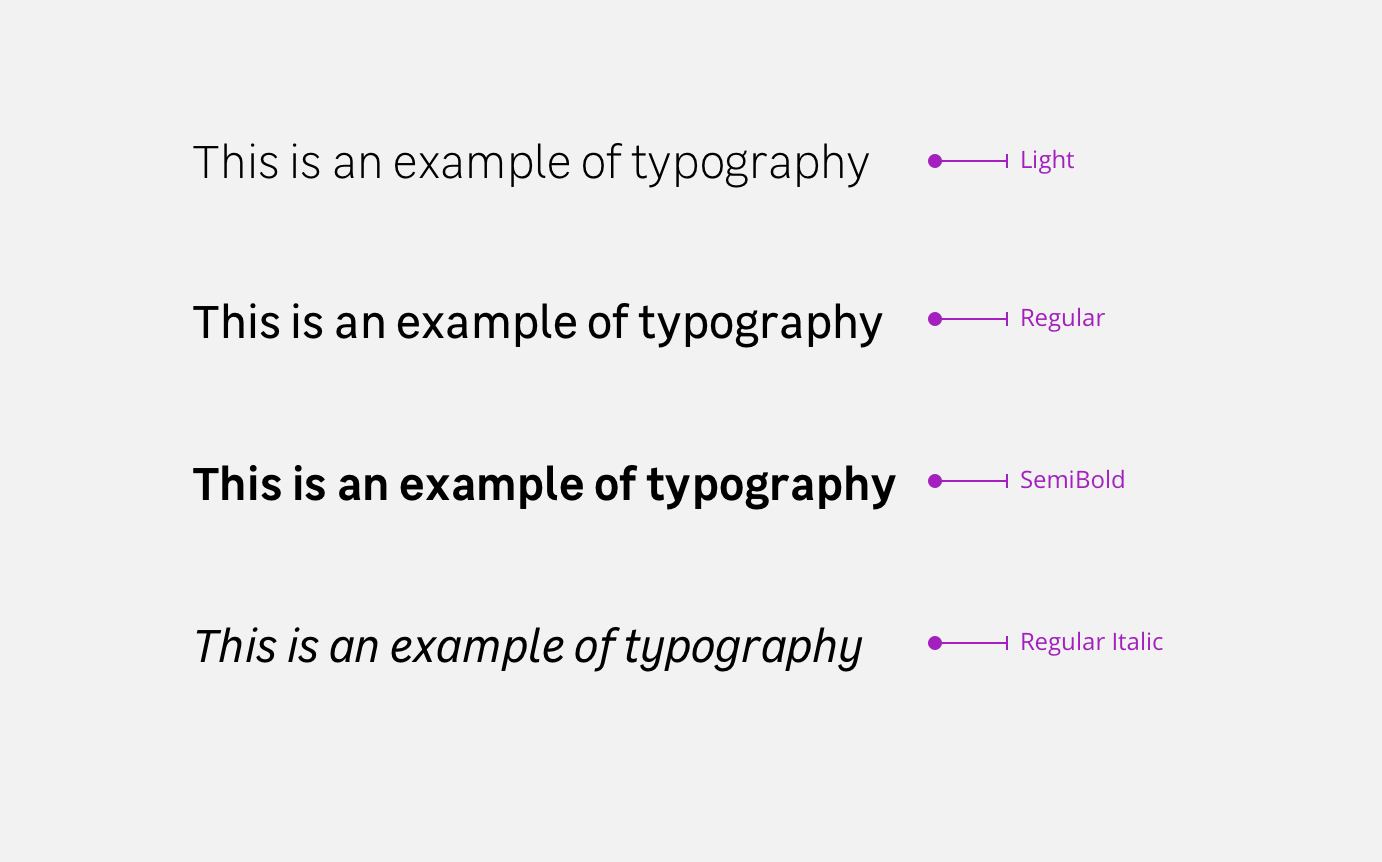 This is an example of typography Light
This is an example of typography Regular
This is an example of typography SemiBold
This is an example of typography Regular Italic